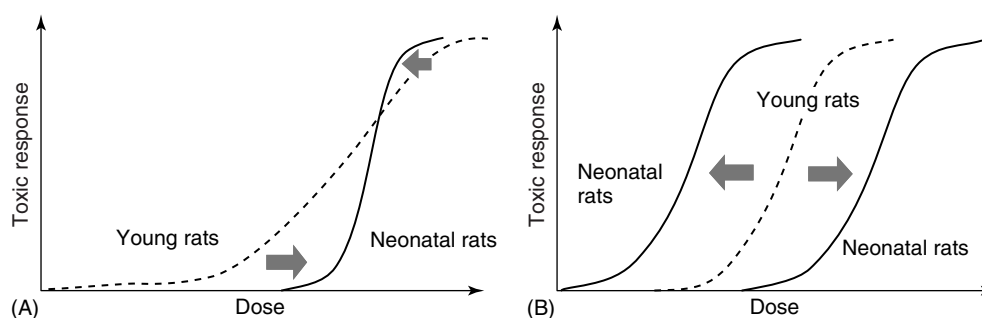 Toxic response
Young rats
Neonatal rats
(A)
Dose
Toxic response
Young rats
Neonatal
rats
Neonatal rats
(B)
Dose